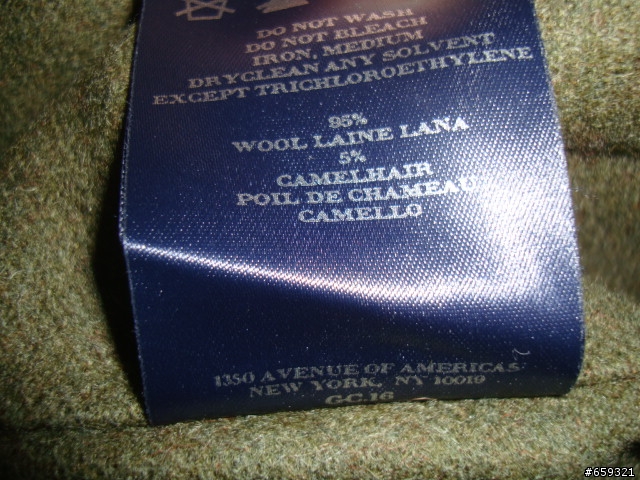 DO NOT WASH
DO NOT BLEACH
IRON, MEDIUM
DRYCLEAN ANY SOLVENT
EXCEPT TRICHLOROETHYLENE
95%
WOOL LAINE LANA
5%
CAMELHAIR
POIL DE CHAMEAU
CAMELLO
1350 AVENUE OF AMERICAS
NEW YORK, NY 10019
GC.16
#659321